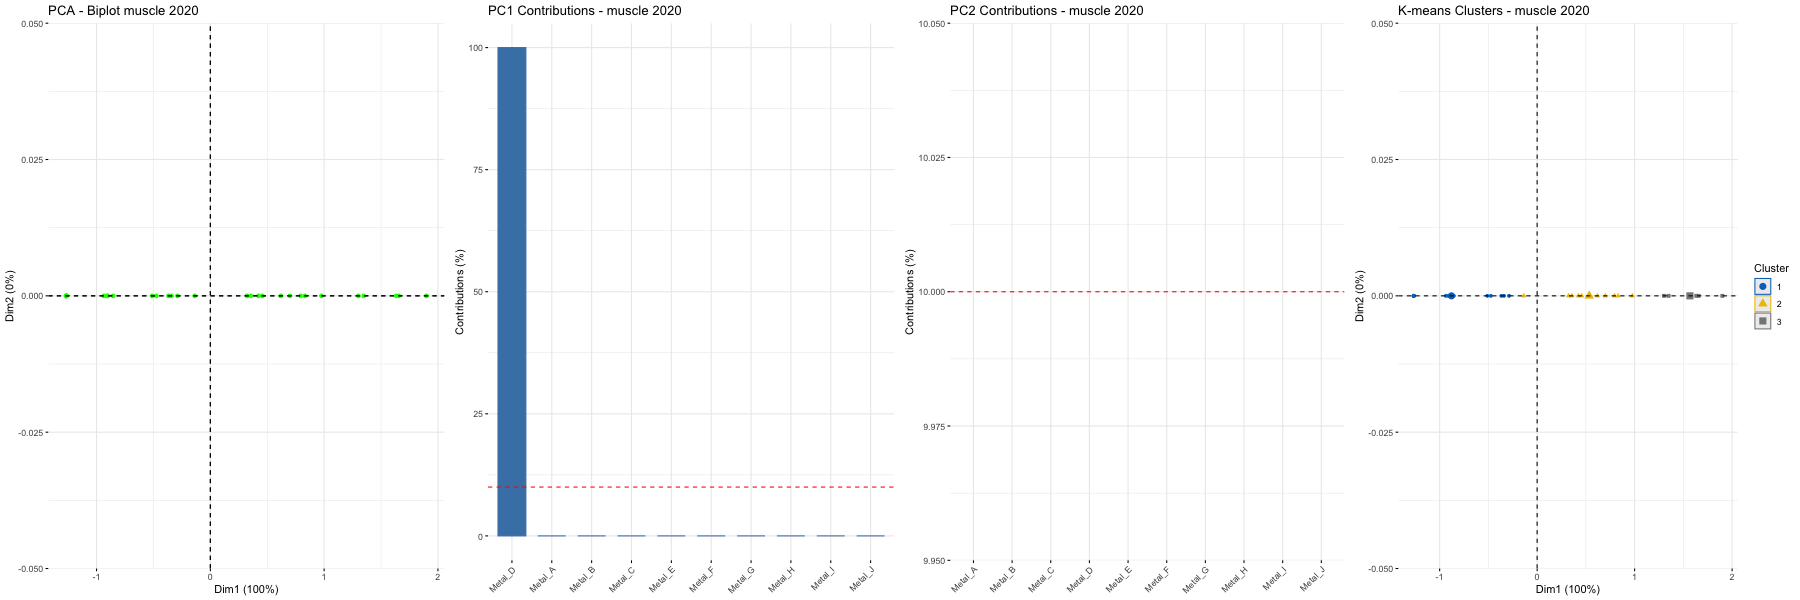 PCA - Biplot muscle 2020
0.050
0.025
0.000
-0.025
-0.050
Dim2 (0%)
-1
0
1
2
Dim1 (100%)
PC1 Contributions - muscle 2020
100
75
50
25
0
Contributions (%)
Metal_D
Metal_A
Metal_B
Metal_C
Metal_E
Metal_F
Metal_G
Metal_H
Metal_I
Metal_J
PC2 Contributions - muscle 2020
10.050
10.025
10.000
9.975
9.950
Contributions (%)
Metal_A
Metal_B
Metal_C
Metal_D
Metal_E
Metal_F
Metal_G
Metal_H
Metal_I
Metal_J
K-means Clusters - muscle 2020
0.050
0.025
0.000
-0.025
-0.050
Dim2 (0%)
-1
0
1
2
Dim1 (100%)
Cluster
1
2
3